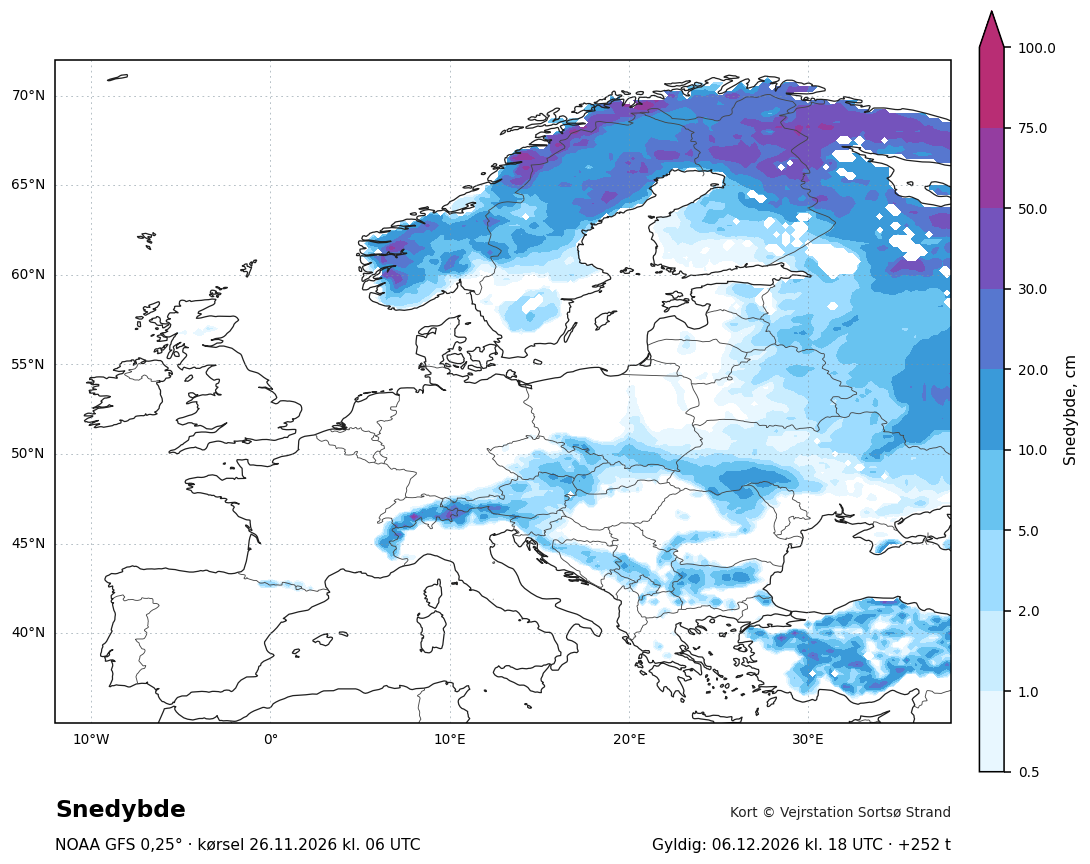 100.0
75.0
50.0
30.0
20.0
10.0
5.0
2.0
1.0
0.5
Snedybde, cm
70°N
65°N
60°N
55°N
50°N
45°N
40°N
10°W
0°
10°E
20°E
30°E
Snedybde
Kort © Vejrstation Sortsø Strand
NOAA GFS 0,25° · kørsel 26.11.2026 kl. 06 UTC
Gyldig: 06.12.2026 kl. 18 UTC · +252 t